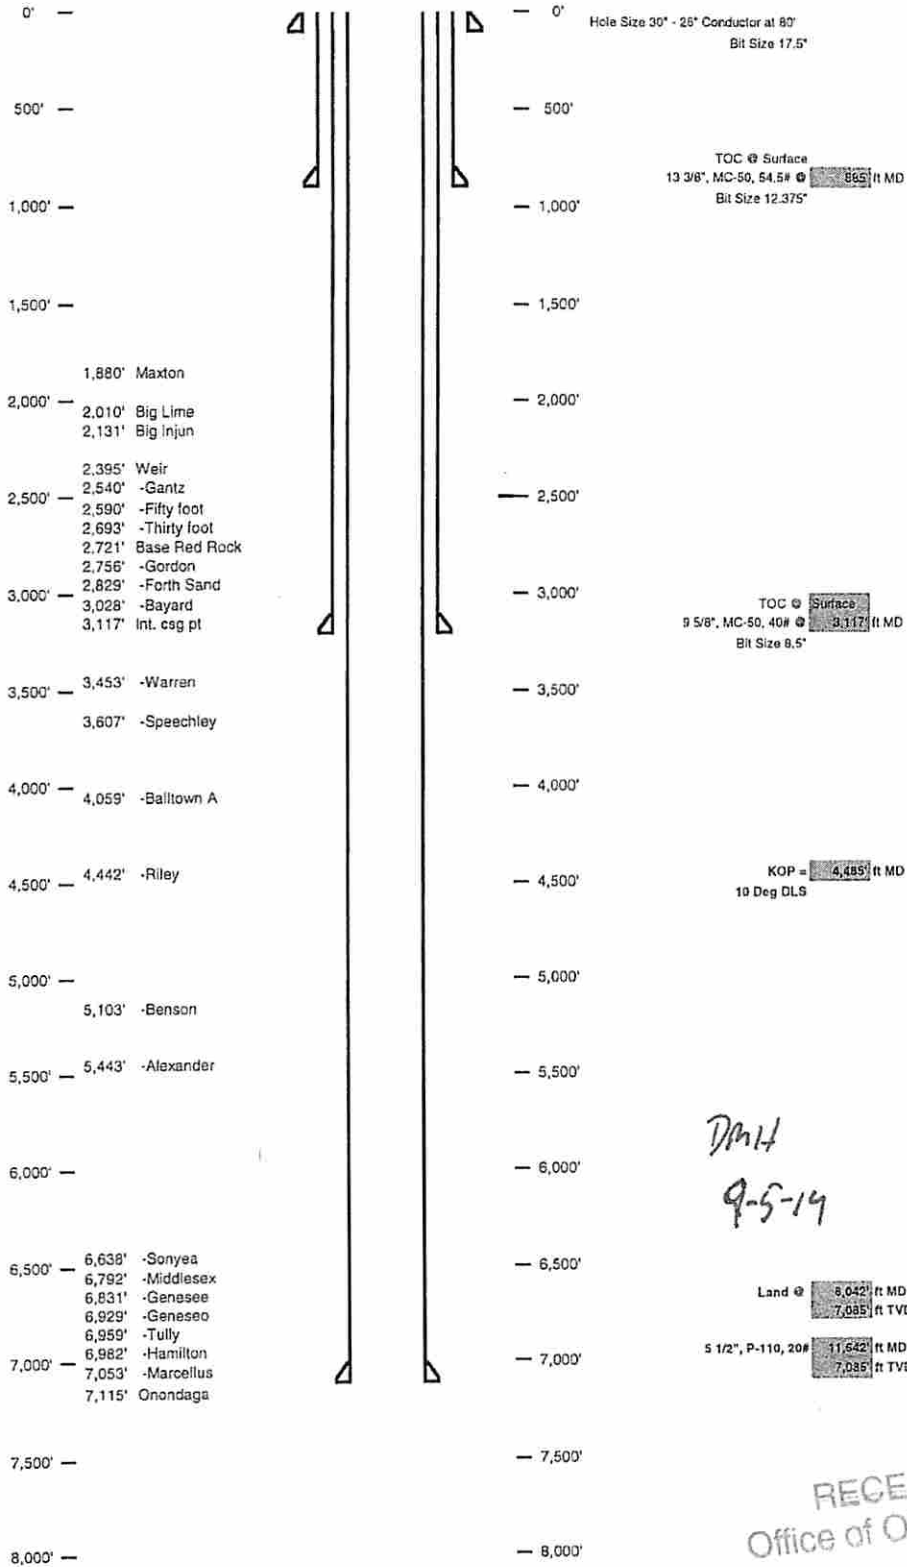 0'
0'
Hole Size 30" - 26" Conductor at 80'
Bit Size 17.5"
500'
500'
TOC @ Surface
13 3/8", MC-50, 54.5# @ 885' ft MD
Bit Size 12.375"
1,000'
1,000'
1,500'
1,500'
1,880' Maxton
2,000'
2,000'
2,010' Big Lime
2,131' Big Injun
2,395' Weir
2,500'
2,500'
2,540' -Gantz
2,590' -Fifty foot
2,693' -Thirty foot
2,721' Base Red Rock
2,756' -Gordon
2,829' -Forth Sand
3,000'
3,000'
3,028' -Bayard
3,117' Int. csg pt
TOC @ Surface
9 5/8", MC-50, 40# @ 3,117' ft MD
Bit Size 8.5"
3,453' -Warren
3,500'
3,500'
3,607' -Speechley
4,000'
4,000'
4,059' -Balltown A
4,442' -Riley
4,500'
4,500'
KOP = 4,485' ft MD
10 Deg DLS
5,000'
5,000'
5,103' -Benson
5,443' -Alexander
5,500'
5,500'
DMH
9-5-14
6,000'
6,000'
6,500'
6,500'
6,638' -Sonyea
6,792' -Middlesex
6,831' -Genesee
6,929' -Geneseo
6,959' -Tully
6,982' -Hamilton
7,000'
7,000'
7,053' -Marcellus
7,115' Onondaga
Land @ 8,042' ft MD
7,085' ft TVD
5 1/2", P-110, 20# 11,642' ft MD
7,085' ft TVD
7,500'
7,500'
RECE
Office of O
8,000'
8,000'